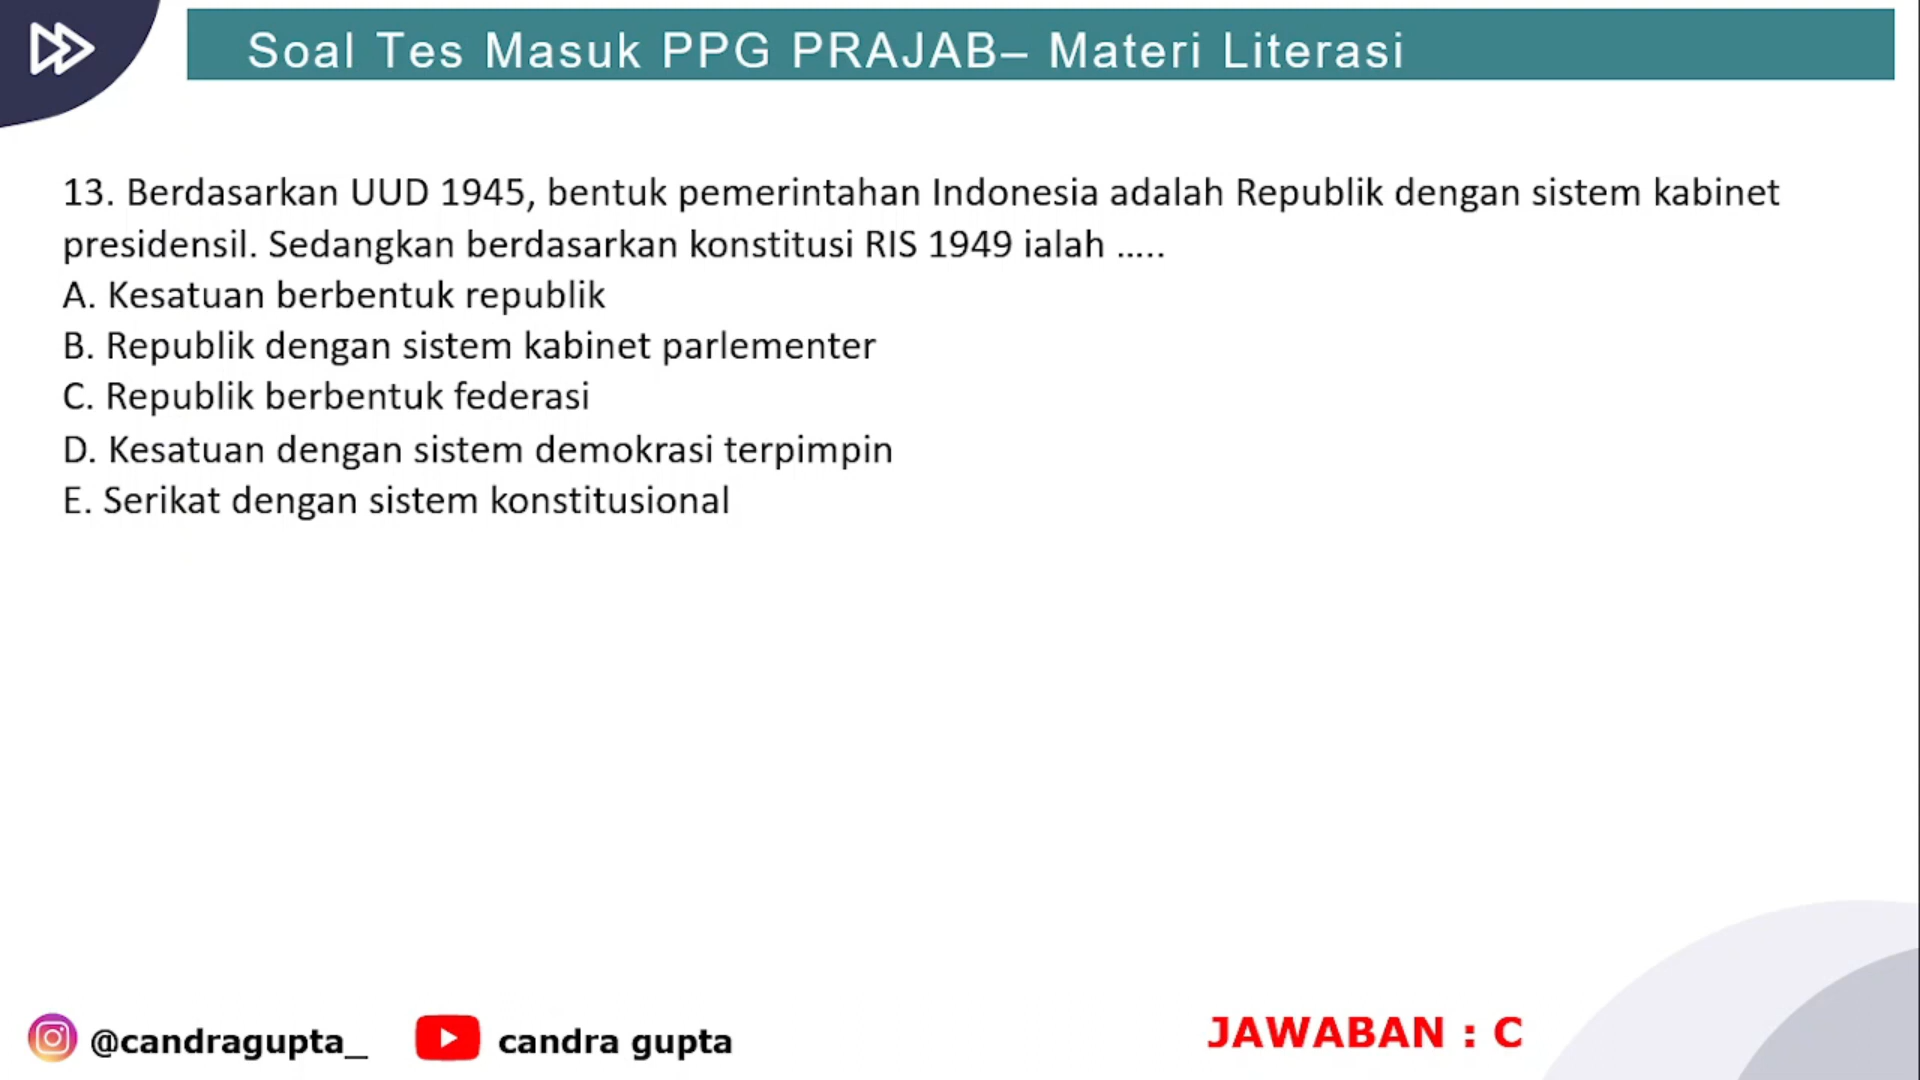 Soal Tes Masuk PPG PRAJAB– Materi Literasi
13. Berdasarkan UUD 1945, bentuk pemerintahan Indonesia adalah Republik dengan sistem kabinet
presidensil. Sedangkan berdasarkan konstitusi RIS 1949 ialah …..
A. Kesatuan berbentuk republik
B. Republik dengan sistem kabinet parlementer
C. Republik berbentuk federasi
D. Kesatuan dengan sistem demokrasi terpimpin
E. Serikat dengan sistem konstitusional
@candragupta_ candra gupta JAWABAN : C